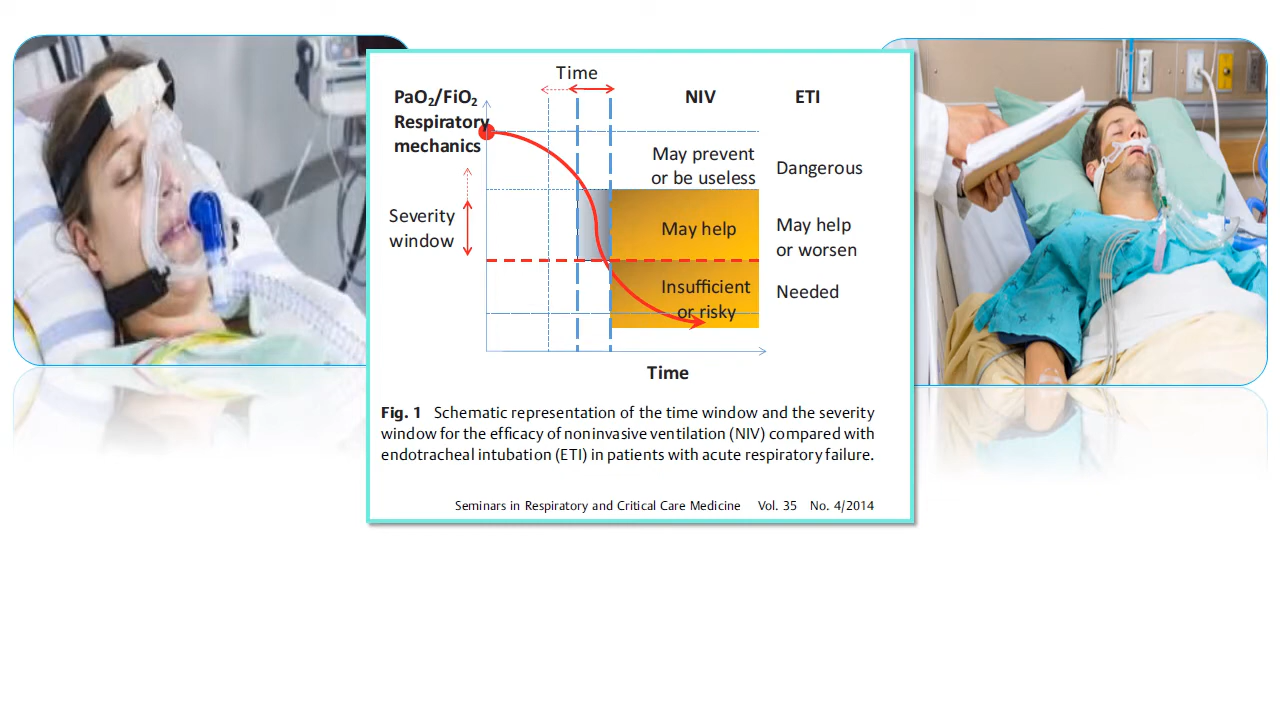 Time
PaO₂/FiO₂
Respiratory
mechanics
NIV
ETI
May prevent
or be useless
Dangerous
Severity
window
May help
May help
or worsen
Insufficient
or risky
Needed
Time
Fig. 1 Schematic representation of the time window and the severity
window for the efficacy of noninvasive ventilation (NIV) compared with
endotracheal intubation (ETI) in patients with acute respiratory failure.
Seminars in Respiratory and Critical Care Medicine Vol. 35 No. 4/2014